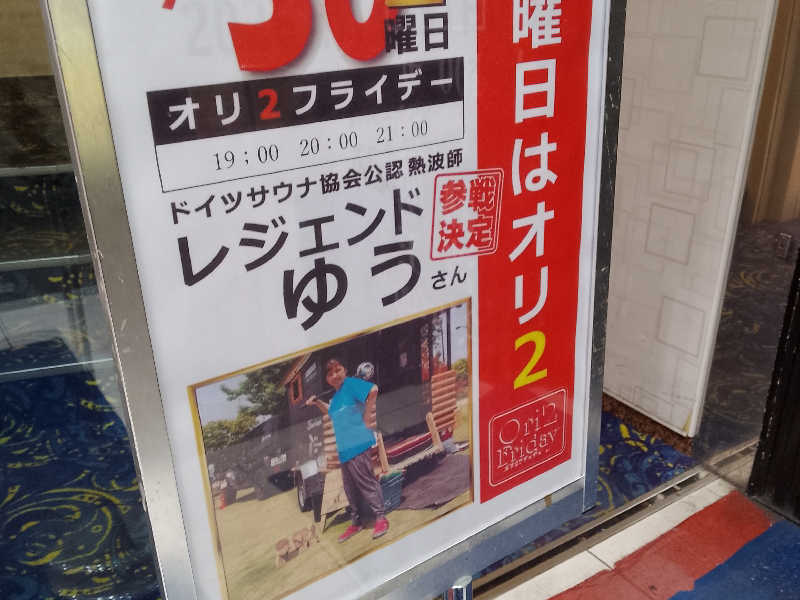 30
曜日
オリ2フライデー
19:00 20:00 21:00
ドイツサウナ協会公認 熱波師
レジェンド
ゆうさん
参戦
決定
曜日はオリ2
Ori2
Friday